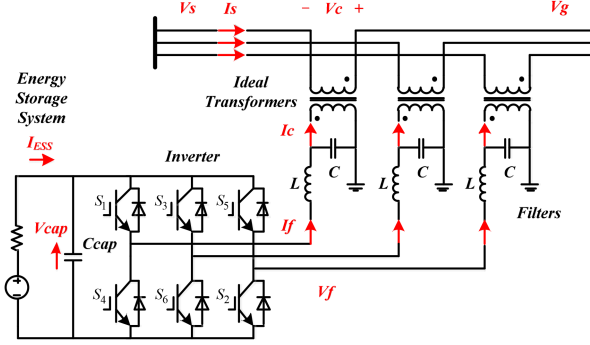 Vs Is − Vc + Vg
Energy
Storage
System
Ideal
Transformers
I_ESS
Inverter
Ic
C
C
C
L
L
L
S₁
S₃
S₅
Vcap
Ccap
If
Filters
S₄
S₆
S₂
Vf